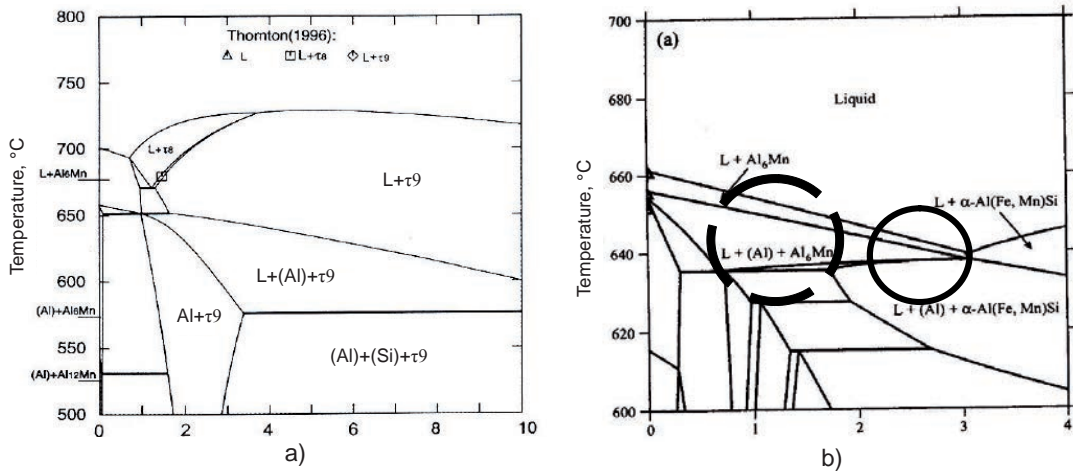 Thornton(1996):
L L+τ8 L+τ9
800
750
700
L+Al6Mn
650
600
(Al)+Al6Mn
550
(Al)+Al12Mn
500
Temperature, °C
L+τ8
L+τ9
L+(Al)+τ9
Al+τ9
(Al)+(Si)+τ9
0 2 4 6 8 10
a)
(a)
700
680
660
640
620
600
Temperature, °C
Liquid
L + Al₆Mn
L + α-Al(Fe, Mn)Si
L + (Al) + Al₆Mn
L + (Al) + α-Al(Fe, Mn)Si
0 1 2 3 4
b)